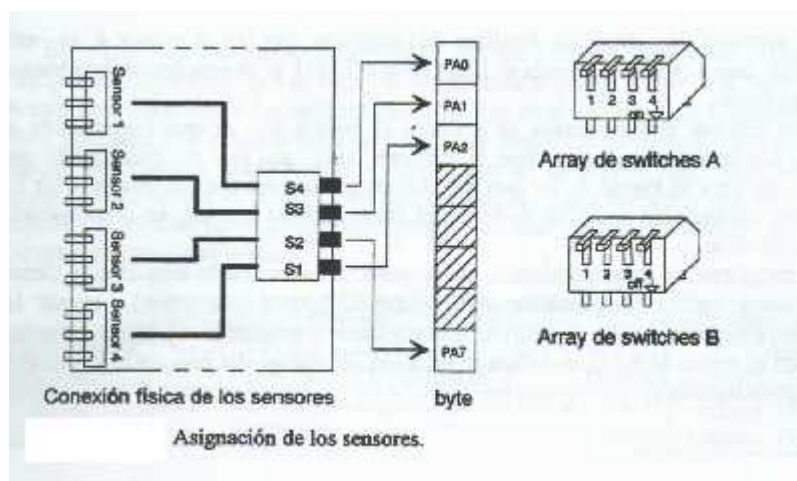 Sensor 1
Sensor 2
Sensor 3
Sensor 4
S4
S3
S2
S1
Conexión física de los sensores
PA0
PA1
PA2
PA7
byte
1 2 3 4
on
Array de switches A
1 2 3 4
off
Array de switches B
Asignación de los sensores.